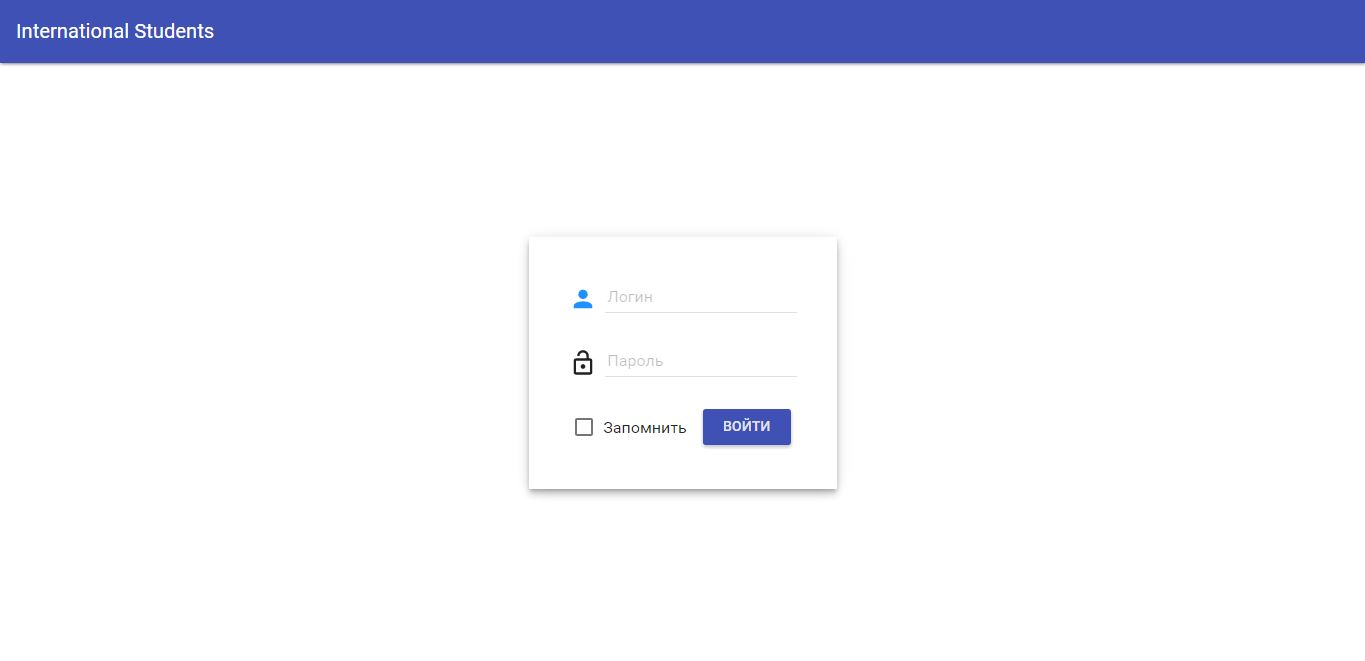 International Students
Логин
Пароль
Запомнить
ВОЙТИ